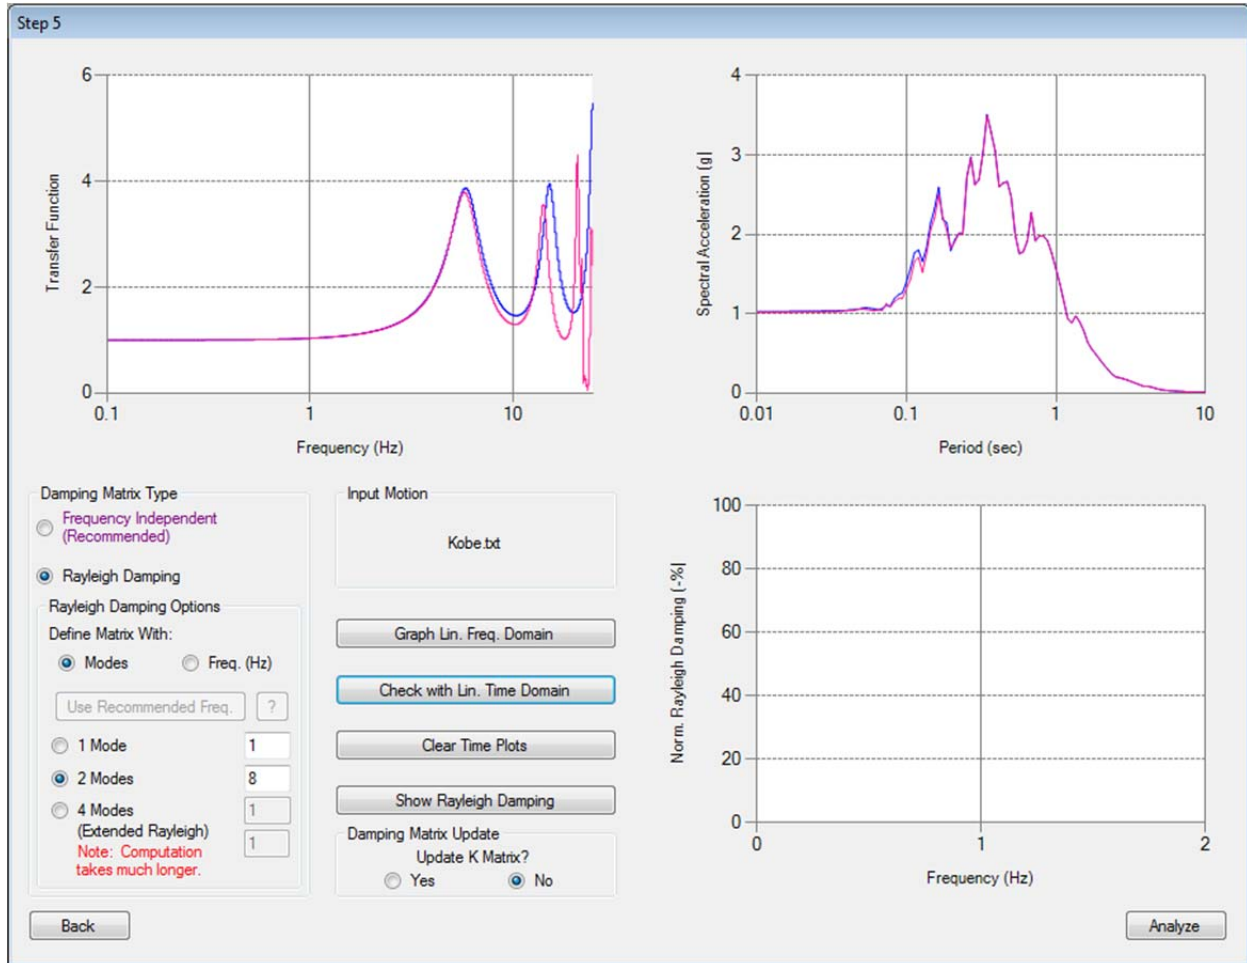 Step 5
6
4
2
0
0.1
1
10
Transfer Function
Frequency (Hz)
4
3
2
1
0
0.01
0.1
1
10
Spectral Acceleration [g]
Period (sec)
Damping Matrix Type
Frequency Independent
(Recommended)
Rayleigh Damping
Rayleigh Damping Options
Define Matrix With:
Modes
Freq. (Hz)
Use Recommended Freq.
?
1 Mode
1
2 Modes
8
4 Modes
1
(Extended Rayleigh)
1
Note: Computation
takes much longer.
Input Motion
Kobe.txt
Graph Lin. Freq. Domain
Check with Lin. Time Domain
Clear Time Plots
Show Rayleigh Damping
Damping Matrix Update
Update K Matrix?
Yes
No
100
80
60
40
20
0
0
1
2
Norm. Rayleigh Damping (-%|
Frequency (Hz)
Back
Analyze